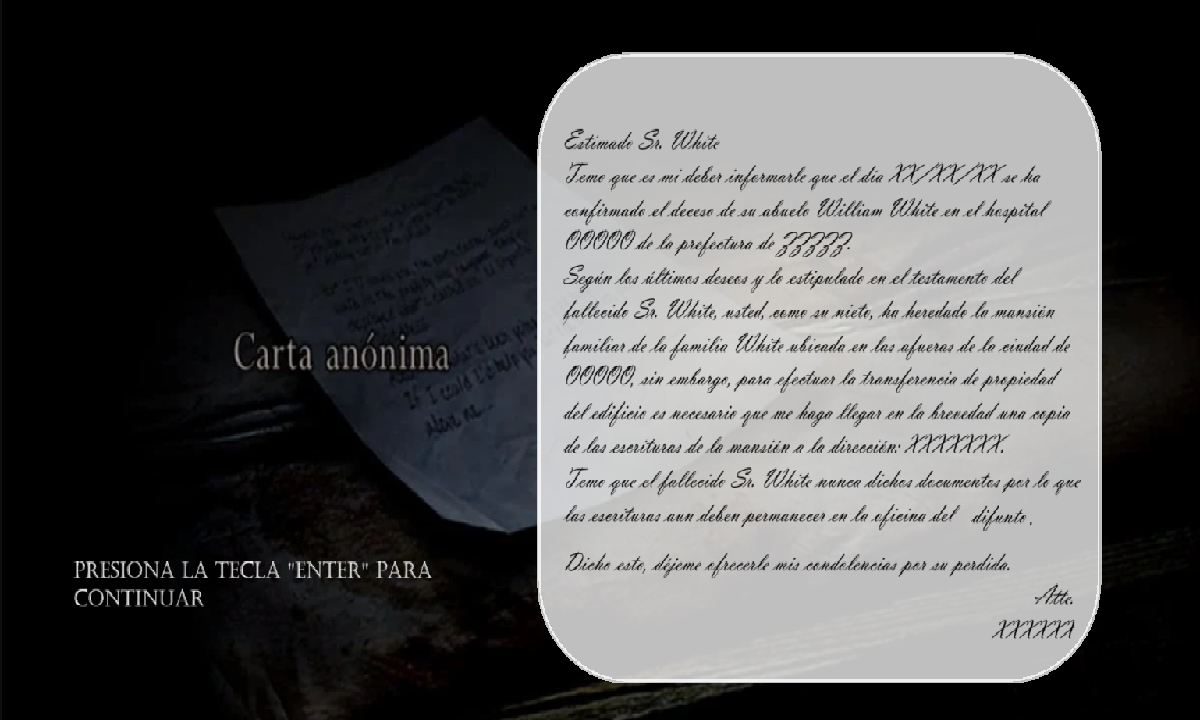 Estimado Sr. White
Temo que es mi deber informarle que el día XX/XX/XX se ha
confirmado el deceso de su abuelo William White en el hospital
OOOOO de la prefectura de ZZZZZ.
Según los últimos deseos y lo estipulado en el testamento del
fallecido Sr. White, usted, como su nieto, ha heredado la mansión
familiar de la familia White ubicada en las afueras de la ciudad de
OOOOO, sin embargo, para efectuar la transferencia de propiedad
del edificio es necesario que me haga llegar en la brevedad una copia
de las escrituras de la mansión a la dirección: XXXXXXX.
Temo que el fallecido Sr. White nunca dichos documentos por lo que
las escrituras aun deben permanecer en la oficina del difunto.
Dicho esto, déjeme ofrecerle mis condolencias por su perdida.
Atte.
XXXXXX
Carta anónima
PRESIONA LA TECLA "ENTER" PARA
CONTINUAR